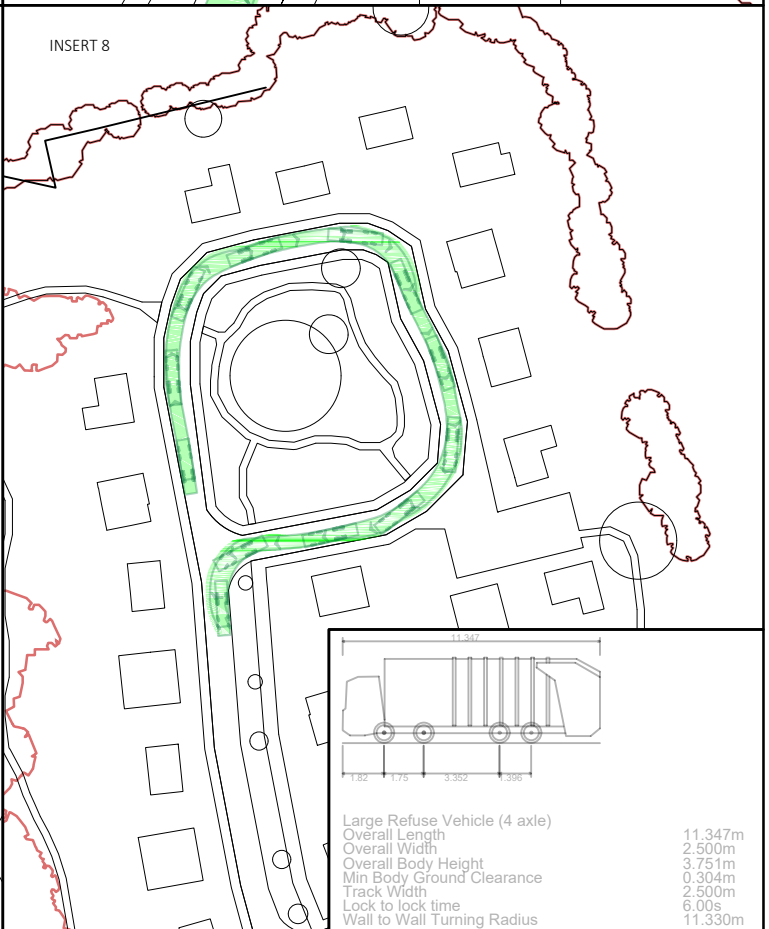 INSERT 8
11.347
1.82 1.75 3.352 1.396
Large Refuse Vehicle (4 axle)
Overall Length 11.347m
Overall Width 2.500m
Overall Body Height 3.751m
Min Body Ground Clearance 0.304m
Track Width 2.500m
Lock to lock time 6.00s
Wall to Wall Turning Radius 11.330m